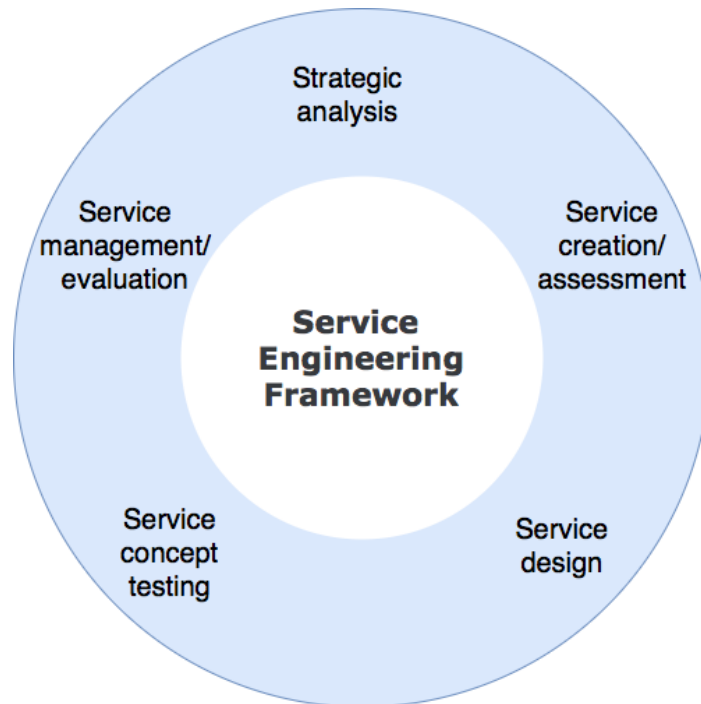 Strategic
analysis
Service
management/
evaluation
Service
creation/
assessment
Service
Engineering
Framework
Service
concept
testing
Service
design